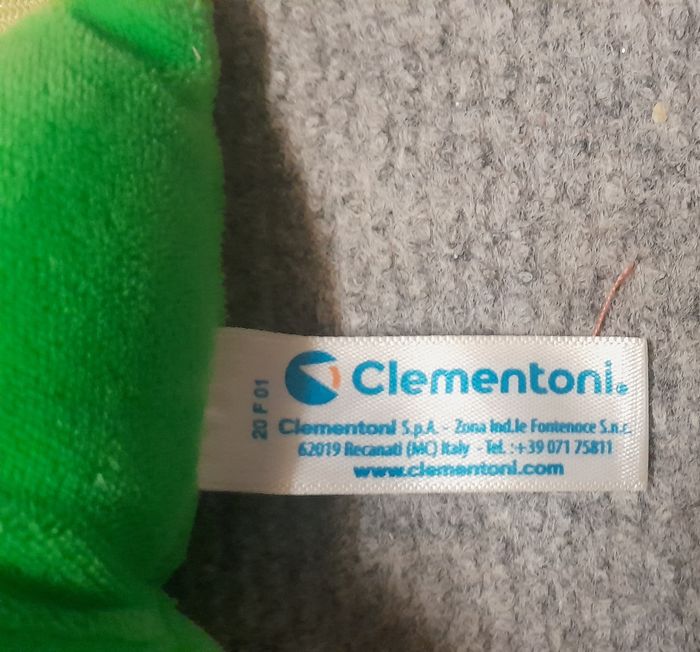 Clementoni®
20 F 01
Clementoni S.p.A. - Zona Ind.le Fontenoce S.n.c.
62019 Recanati (MC) Italy - Tel. :+39 071 75811
www.clementoni.com